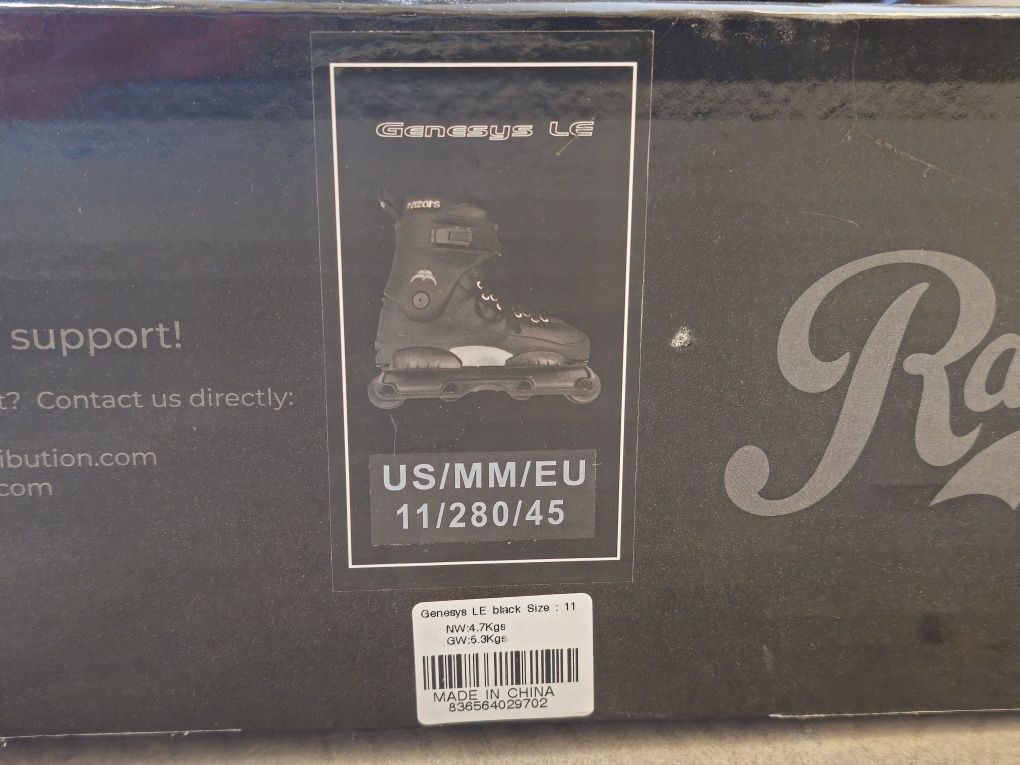 support!
t? Contact us directly:
ibution.com
.com
Genesys LE
razors
US/MM/EU
11/280/45
Ra
Genesys LE black Size : 11
NW:4.7Kgs
GW:5.3Kgs
MADE IN CHINA
836564029702